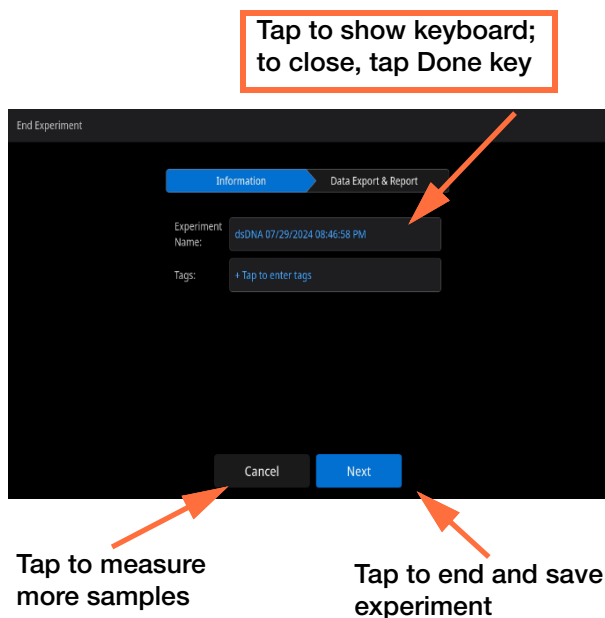 Tap to show keyboard;
to close, tap Done key
End Experiment
Information
Data Export & Report
Experiment
Name:
dsDNA 07/29/2024 08:46:58 PM
Tags:
+ Tap to enter tags
Cancel
Next
Tap to measure
more samples
Tap to end and save
experiment